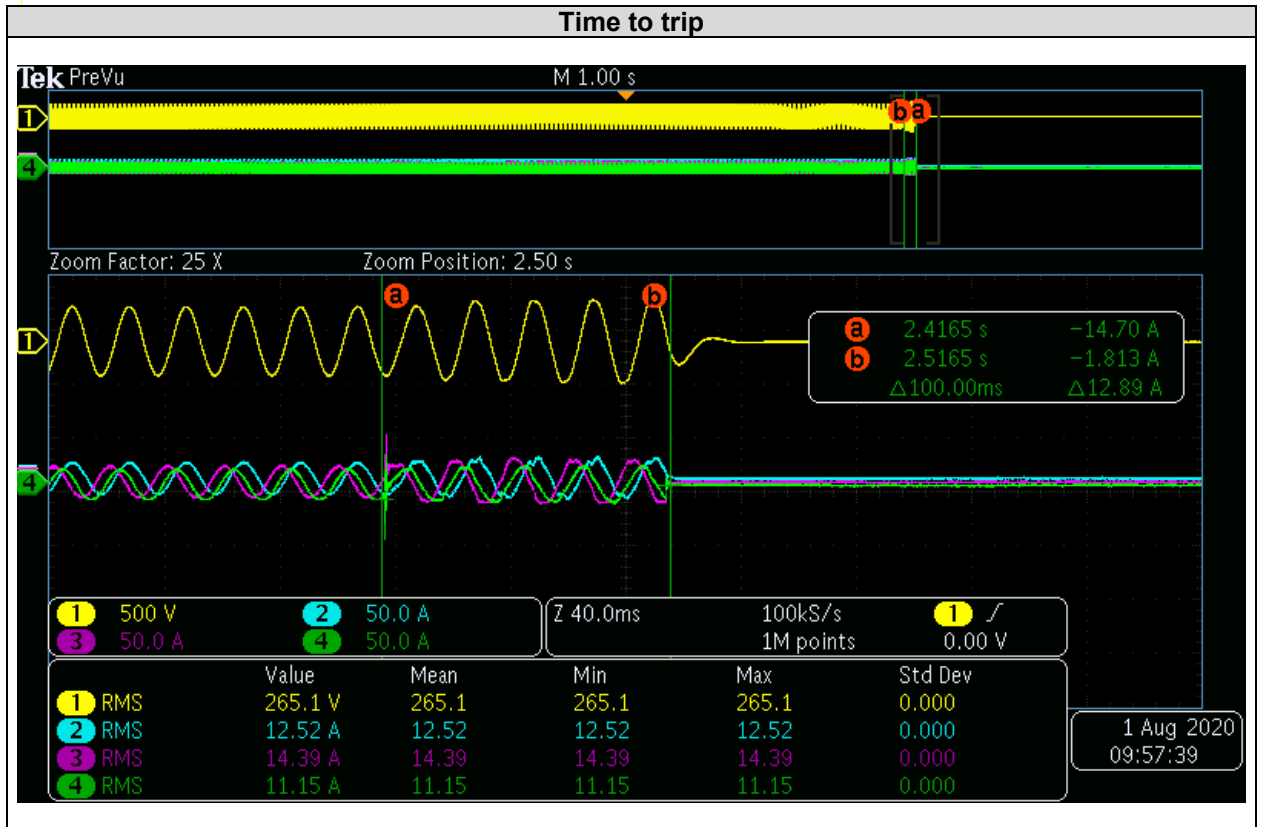 Time to trip
Tek PreVu M 1.00 s
1
b a
4
Zoom Factor: 25 X Zoom Position: 2.50 s
a b
1
a 2.4165 s -14.70 A
b 2.5165 s -1.813 A
△100.00ms △12.89 A
4
1 500 V 2 50.0 A Z 40.0ms 100kS/s 1 ∫
3 50.0 A 4 50.0 A 1M points 0.00 V
Value Mean Min Max Std Dev
1 RMS 265.1 V 265.1 265.1 265.1 0.000
2 RMS 12.52 A 12.52 12.52 12.52 0.000
3 RMS 14.39 A 14.39 14.39 14.39 0.000
4 RMS 11.15 A 11.15 11.15 11.15 0.000
1 Aug 2020
09:57:39